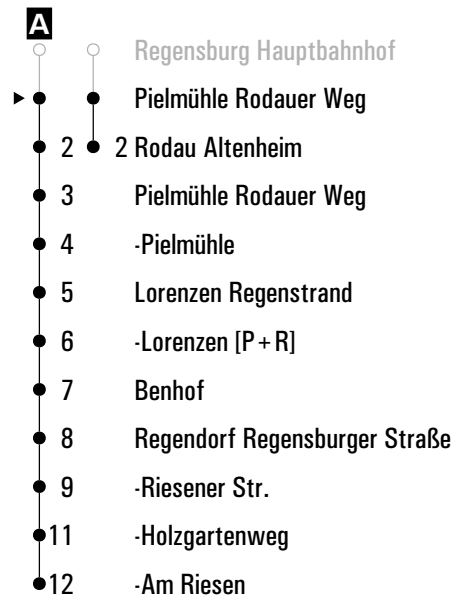 A
Regensburg Hauptbahnhof
Pielmühle Rodauer Weg
2 2 Rodau Altenheim
3 Pielmühle Rodauer Weg
4 -Pielmühle
5 Lorenzen Regenstrand
6 -Lorenzen [P+R]
7 Benhof
8 Regendorf Regensburger Straße
9 -Riesener Str.
11 -Holzgartenweg
12 -Am Riesen